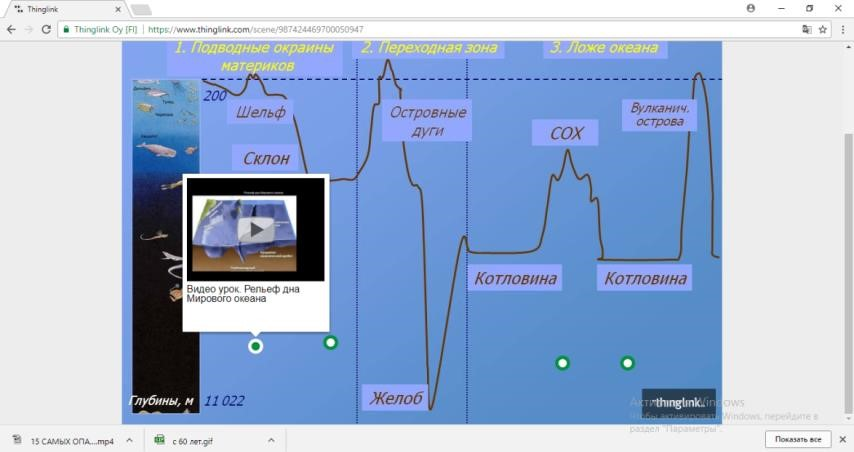 Thinglink
Thinglink Oy [FI] | https://www.thinglink.com/scene/987424469700050947
1. Подводные окраины
материков
2. Переходная зона
3. Ложе океана
200
Шельф
Островные
дуги
Вулканич.
острова
Склон
СОХ
Видео урок. Рельеф дна
Мирового океана
Котловина
Котловина
Желоб
Глубины, м
11 022
thinglink..
Активация Windows
Чтобы активировать Windows, перейдите в
раздел "Параметры".
15 САМЫХ ОПА....mp4
с 60 лет.gif
Показать все